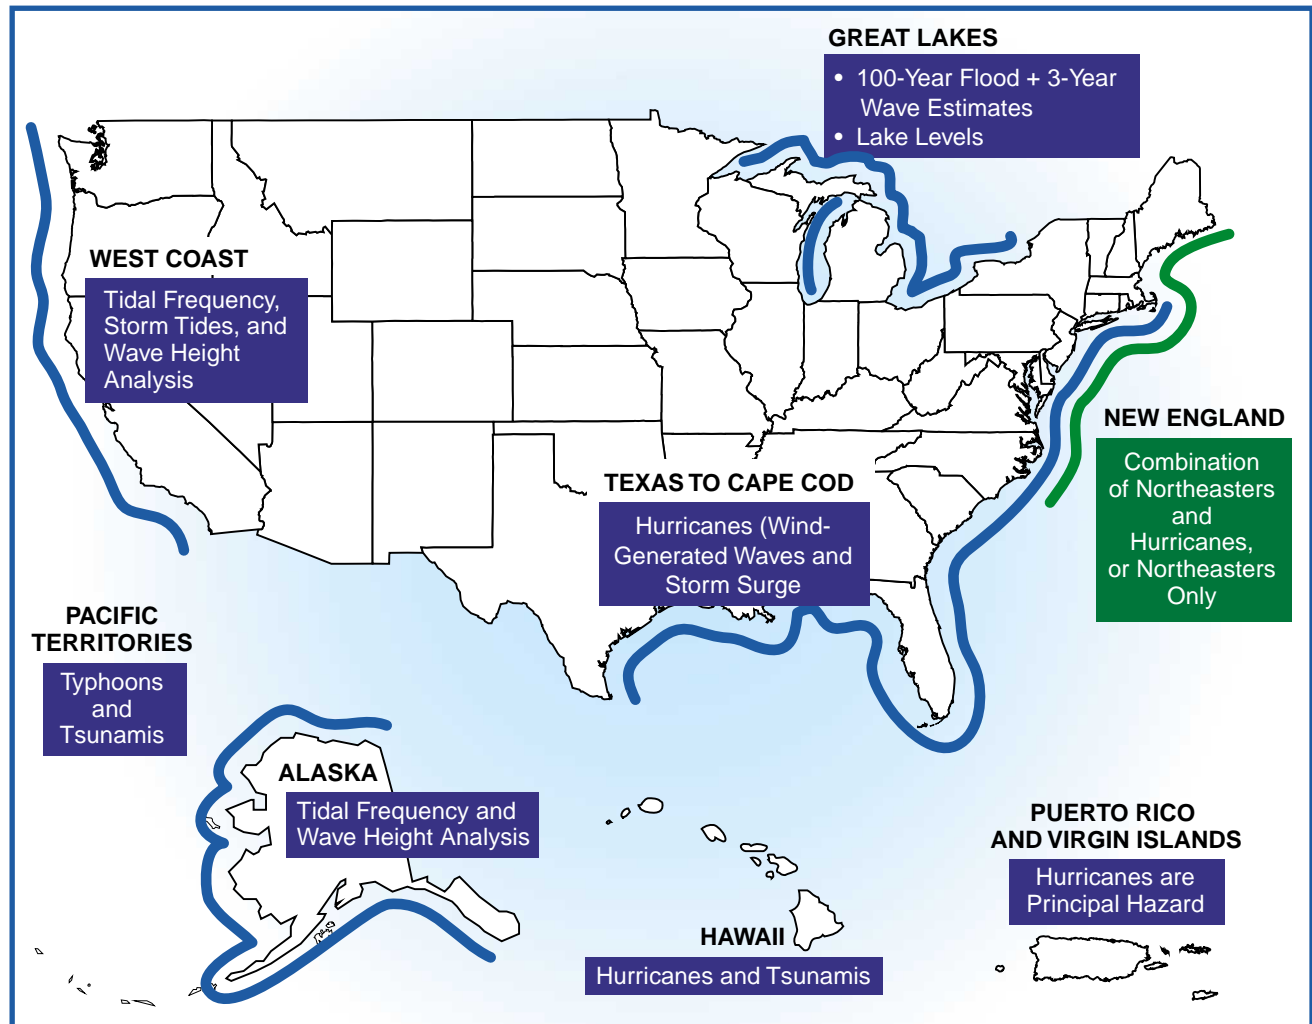 GREAT LAKES
• 100-Year Flood + 3-Year
Wave Estimates
• Lake Levels
WEST COAST
Tidal Frequency,
Storm Tides, and
Wave Height
Analysis
NEW ENGLAND
Combination
of Northeasters
and
Hurricanes,
or Northeasters
Only
TEXAS TO CAPE COD
Hurricanes (Wind-
Generated Waves and
Storm Surge
PACIFIC
TERRITORIES
Typhoons
and
Tsunamis
ALASKA
Tidal Frequency and
Wave Height Analysis
HAWAII
Hurricanes and Tsunamis
PUERTO RICO
AND VIRGIN ISLANDS
Hurricanes are
Principal Hazard